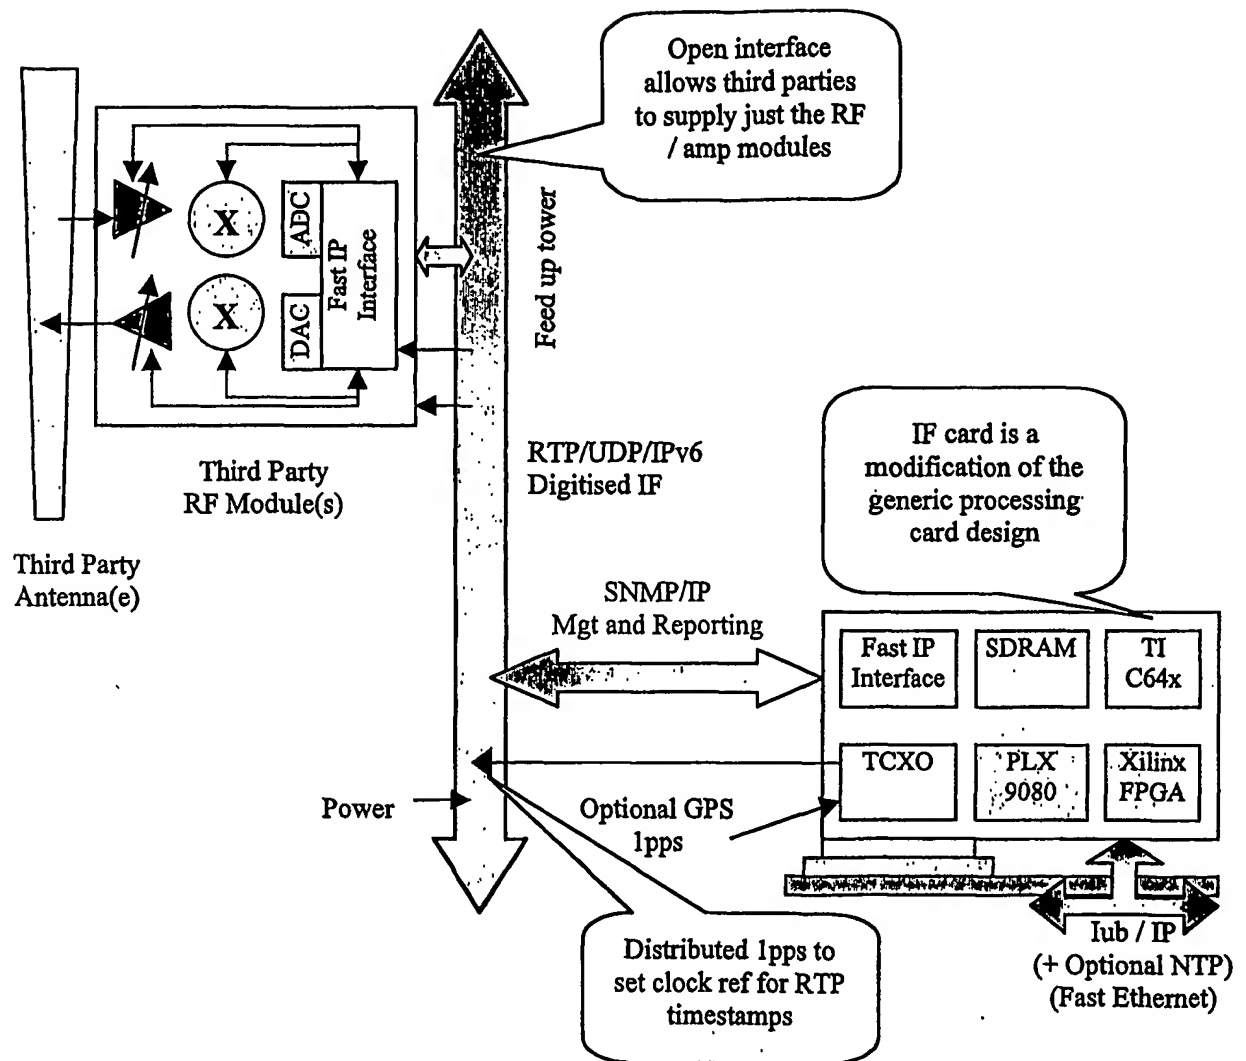 Open interface
allows third parties
to supply just the RF
/ amp modules
X
X
ADC
DAC
Fast IP
Interface
Feed up tower
Third Party
RF Module(s)
Third Party
Antenna(e)
RTP/UDP/IPv6
Digitised IF
IF card is a
modification of the
generic processing
card design
SNMP/IP
Mgt and Reporting
Fast IP
Interface
SDRAM
TI
C64x
TCXO
PLX
9080
Xilinx
FPGA
Power
Optional GPS
1pps
Distributed 1pps to
set clock ref for RTP
timestamps
Iub / IP
(+ Optional NTP)
(Fast Ethernet)